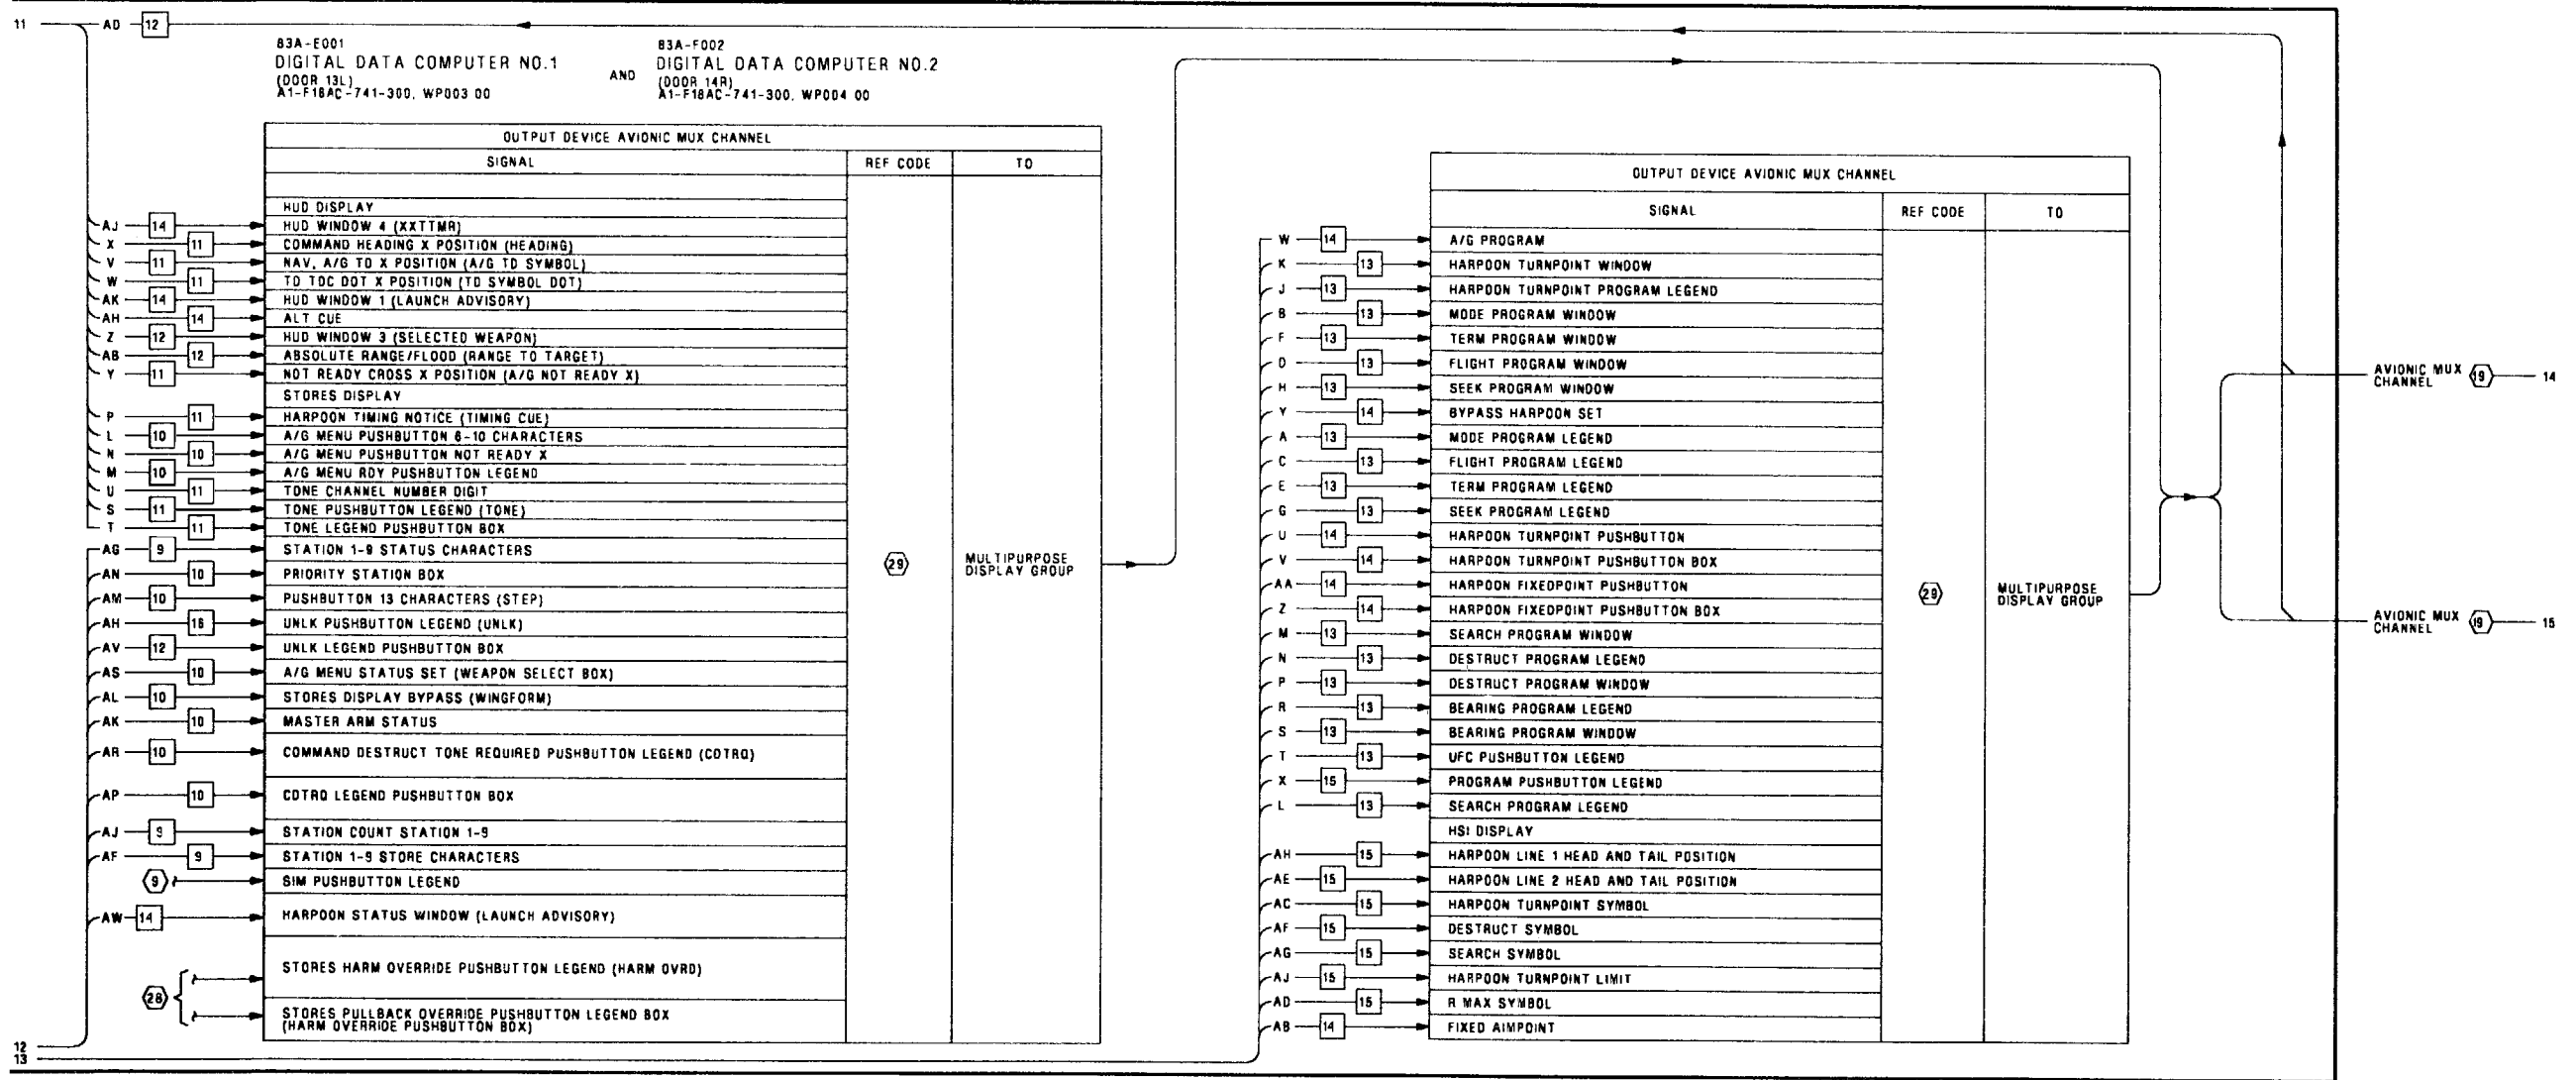 11 AD 12
83A-E001
DIGITAL DATA COMPUTER NO.1
(DOOR 13L)
A1-F18AC-741-300, WP003 00
AND
83A-F002
DIGITAL DATA COMPUTER NO.2
(DOOR 14R)
A1-F18AC-741-300, WP004 00
OUTPUT DEVICE AVIONIC MUX CHANNEL
SIGNAL REF CODE TO
HUD DISPLAY
AJ 14 HUD WINDOW 4 (XXTTMR)
X 11 COMMAND HEADING X POSITION (HEADING)
V 11 NAV, A/G TD X POSITION (A/G TD SYMBOL)
W 11 TD TDC DOT X POSITION (TD SYMBOL DOT)
AK 14 HUD WINDOW 1 (LAUNCH ADVISORY)
AH 14 ALT CUE
Z 12 HUD WINDOW 3 (SELECTED WEAPON)
AB 12 ABSOLUTE RANGE/FLOOD (RANGE TO TARGET)
Y 11 NOT READY CROSS X POSITION (A/G NOT READY X)
STORES DISPLAY
P 11 HARPOON TIMING NOTICE (TIMING CUE)
L 10 A/G MENU PUSHBUTTON 6-10 CHARACTERS
N 10 A/G MENU PUSHBUTTON NOT READY X
M 10 A/G MENU RDY PUSHBUTTON LEGEND
U 11 TONE CHANNEL NUMBER DIGIT
S 11 TONE PUSHBUTTON LEGEND (TONE)
T 11 TONE LEGEND PUSHBUTTON BOX
AG 9 STATION 1-9 STATUS CHARACTERS
AN 10 PRIORITY STATION BOX
AM 10 PUSHBUTTON 13 CHARACTERS (STEP)
AH 16 UNLK PUSHBUTTON LEGEND (UNLK)
AV 12 UNLK LEGEND PUSHBUTTON BOX
AS 10 A/G MENU STATUS SET (WEAPON SELECT BOX)
AL 10 STORES DISPLAY BYPASS (WINGFORM)
AK 10 MASTER ARM STATUS
AR 10 COMMAND DESTRUCT TONE REQUIRED PUSHBUTTON LEGEND (CDTRQ)
AP 10 CDTRQ LEGEND PUSHBUTTON BOX
AJ 9 STATION COUNT STATION 1-9
AF 9 STATION 1-9 STORE CHARACTERS
9 SIM PUSHBUTTON LEGEND
AW 14 HARPOON STATUS WINDOW (LAUNCH ADVISORY)
STORES HARM OVERRIDE PUSHBUTTON LEGEND (HARM OVRD)
28
STORES PULLBACK OVERRIDE PUSHBUTTON LEGEND BOX
(HARM OVERRIDE PUSHBUTTON BOX)
29
MULTIPURPOSE
DISPLAY GROUP
12
13
OUTPUT DEVICE AVIONIC MUX CHANNEL
SIGNAL REF CODE TO
W 14 A/G PROGRAM
K 13 HARPOON TURNPOINT WINDOW
J 13 HARPOON TURNPOINT PROGRAM LEGEND
B 13 MODE PROGRAM WINDOW
F 13 TERM PROGRAM WINDOW
D 13 FLIGHT PROGRAM WINDOW
H 13 SEEK PROGRAM WINDOW
Y 14 BYPASS HARPOON SET
A 13 MODE PROGRAM LEGEND
C 13 FLIGHT PROGRAM LEGEND
E 13 TERM PROGRAM LEGEND
G 13 SEEK PROGRAM LEGEND
U 14 HARPOON TURNPOINT PUSHBUTTON
V 14 HARPOON TURNPOINT PUSHBUTTON BOX
AA 14 HARPOON FIXEDPOINT PUSHBUTTON
Z 14 HARPOON FIXEDPOINT PUSHBUTTON BOX
M 13 SEARCH PROGRAM WINDOW
N 13 DESTRUCT PROGRAM LEGEND
P 13 DESTRUCT PROGRAM WINDOW
R 13 BEARING PROGRAM LEGEND
S 13 BEARING PROGRAM WINDOW
T 13 UFC PUSHBUTTON LEGEND
X 15 PROGRAM PUSHBUTTON LEGEND
L 13 SEARCH PROGRAM LEGEND
HSI DISPLAY
AH 15 HARPOON LINE 1 HEAD AND TAIL POSITION
AE 15 HARPOON LINE 2 HEAD AND TAIL POSITION
AC 15 HARPOON TURNPOINT SYMBOL
AF 15 DESTRUCT SYMBOL
AG 15 SEARCH SYMBOL
AJ 15 HARPOON TURNPOINT LIMIT
AD 15 R MAX SYMBOL
AB 14 FIXED AIMPOINT
29
MULTIPURPOSE
DISPLAY GROUP
AVIONIC MUX
CHANNEL 19 14
AVIONIC MUX
CHANNEL 19 15